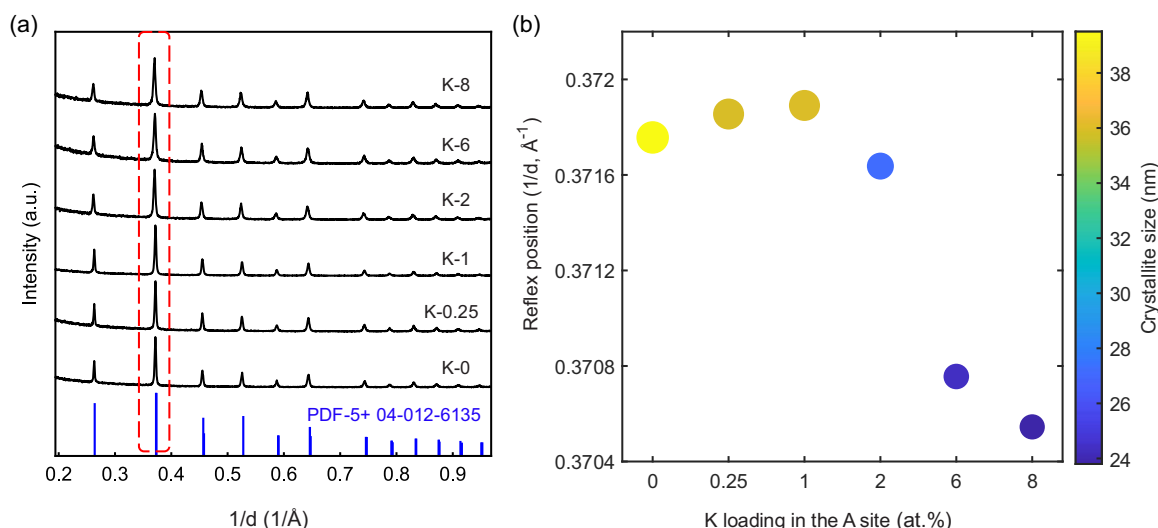 (a)
Intensity (a.u.)
K-8
K-6
K-2
K-1
K-0.25
K-0
PDF-5+ 04-012-6135
0.2 0.3 0.4 0.5 0.6 0.7 0.8 0.9
1/d (1/Å)
(b)
Reflex position (1/d, Å⁻¹)
0.372
0.3716
0.3712
0.3708
0.3704
0 0.25 1 2 6 8
K loading in the A site (at.%)
38
36
34
32
30
28
26
24
Crystallite size (nm)